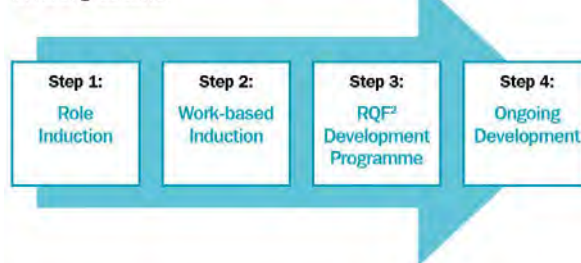 Step 1:
Role
Induction
Step 2:
Work-based
Induction
Step 3:
RQF²
Development
Programme
Step 4:
Ongoing
Development